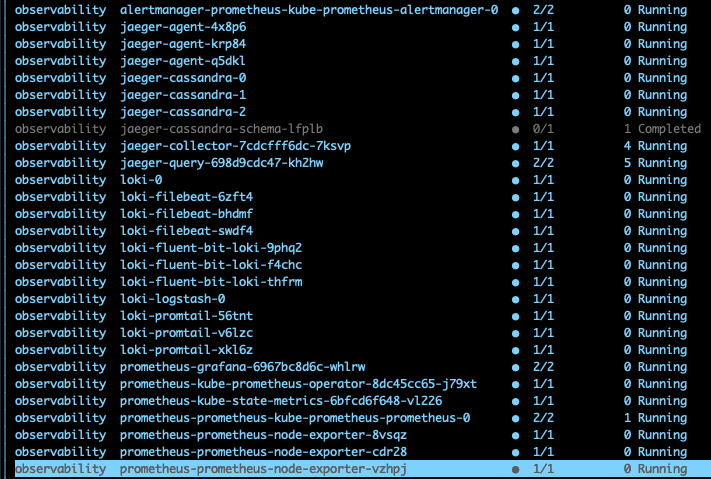 observability alertmanager-prometheus-kube-prometheus-alertmanager-0 ● 2/2 0 Running
observability jaeger-agent-4x8p6 ● 1/1 0 Running
observability jaeger-agent-krp84 ● 1/1 0 Running
observability jaeger-agent-q5dkl ● 1/1 0 Running
observability jaeger-cassandra-0 ● 1/1 0 Running
observability jaeger-cassandra-1 ● 1/1 0 Running
observability jaeger-cassandra-2 ● 1/1 0 Running
observability jaeger-cassandra-schema-lfplb ● 0/1 1 Completed
observability jaeger-collector-7cdcfff6dc-7ksvp ● 1/1 4 Running
observability jaeger-query-698d9cdc47-kh2hw ● 2/2 5 Running
observability loki-0 ● 1/1 0 Running
observability loki-filebeat-6zft4 ● 1/1 0 Running
observability loki-filebeat-bhdmf ● 1/1 0 Running
observability loki-filebeat-swdf4 ● 1/1 0 Running
observability loki-fluent-bit-loki-9phq2 ● 1/1 0 Running
observability loki-fluent-bit-loki-f4chc ● 1/1 0 Running
observability loki-fluent-bit-loki-thfrm ● 1/1 0 Running
observability loki-logstash-0 ● 1/1 0 Running
observability loki-promtail-56tnt ● 1/1 0 Running
observability loki-promtail-v6lzc ● 1/1 0 Running
observability loki-promtail-xkl6z ● 1/1 0 Running
observability prometheus-grafana-6967bc8d6c-whlrw ● 2/2 0 Running
observability prometheus-kube-prometheus-operator-8dc45cc65-j79xt ● 1/1 0 Running
observability prometheus-kube-state-metrics-6bfcd6f648-vl226 ● 1/1 0 Running
observability prometheus-prometheus-kube-prometheus-prometheus-0 ● 2/2 1 Running
observability prometheus-prometheus-node-exporter-8vsqz ● 1/1 0 Running
observability prometheus-prometheus-node-exporter-cdr28 ● 1/1 0 Running
observability prometheus-prometheus-node-exporter-vzhpj ● 1/1 0 Running